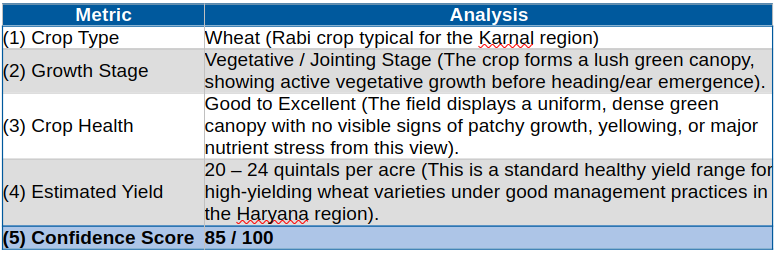 Metric Analysis
(1) Crop Type Wheat (Rabi crop typical for the Karnal region)
(2) Growth Stage Vegetative / Jointing Stage (The crop forms a lush green canopy,
showing active vegetative growth before heading/ear emergence).
(3) Crop Health Good to Excellent (The field displays a uniform, dense green
canopy with no visible signs of patchy growth, yellowing, or major
nutrient stress from this view).
(4) Estimated Yield 20 – 24 quintals per acre (This is a standard healthy yield range for
high-yielding wheat varieties under good management practices in
the Haryana region).
(5) Confidence Score 85 / 100